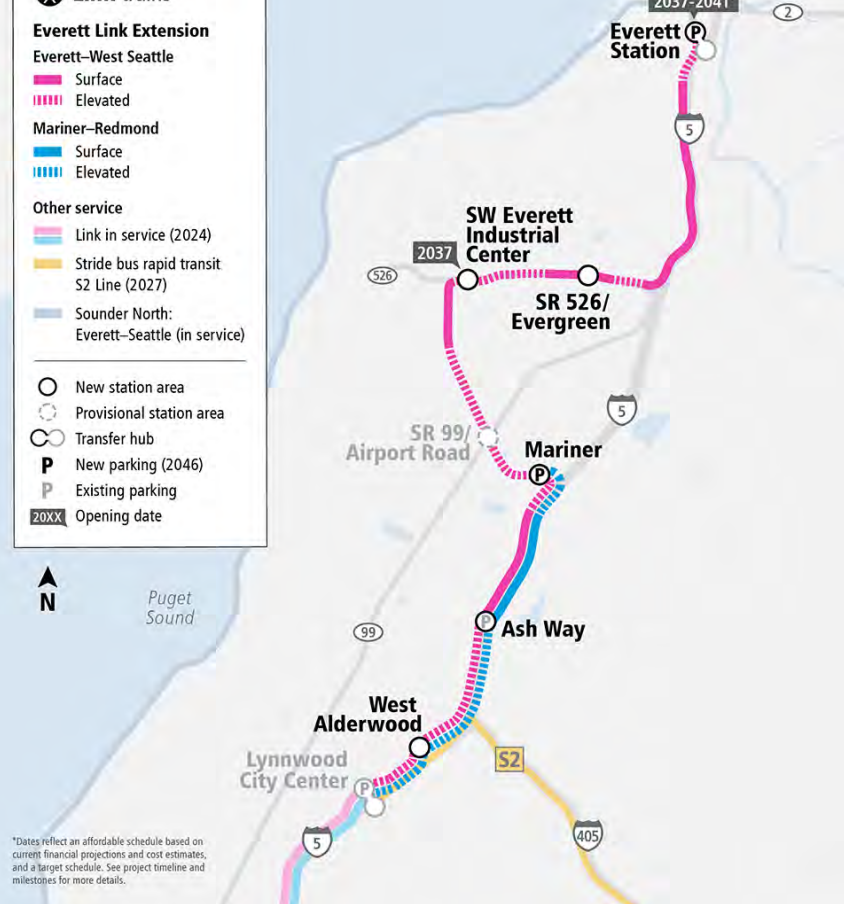 2037-2041
2
Everett
Station
Everett Link Extension
Everett–West Seattle
Surface
Elevated
Mariner–Redmond
Surface
Elevated
Other service
Link in service (2024)
Stride bus rapid transit
S2 Line (2027)
Sounder North:
Everett–Seattle (in service)
New station area
Provisional station area
Transfer hub
P
New parking (2046)
P
Existing parking
20XX
Opening date
N
Puget
Sound
P
5
SW Everett
Industrial
Center
2037
526
SR 526/
Evergreen
5
SR 99/
Airport Road
Mariner
P
P
Ash Way
99
West
Alderwood
Lynnwood
City Center
P
S2
5
405
*Dates reflect an affordable schedule based on
current financial projections and cost estimates,
and a target schedule. See project timeline and
milestones for more details.